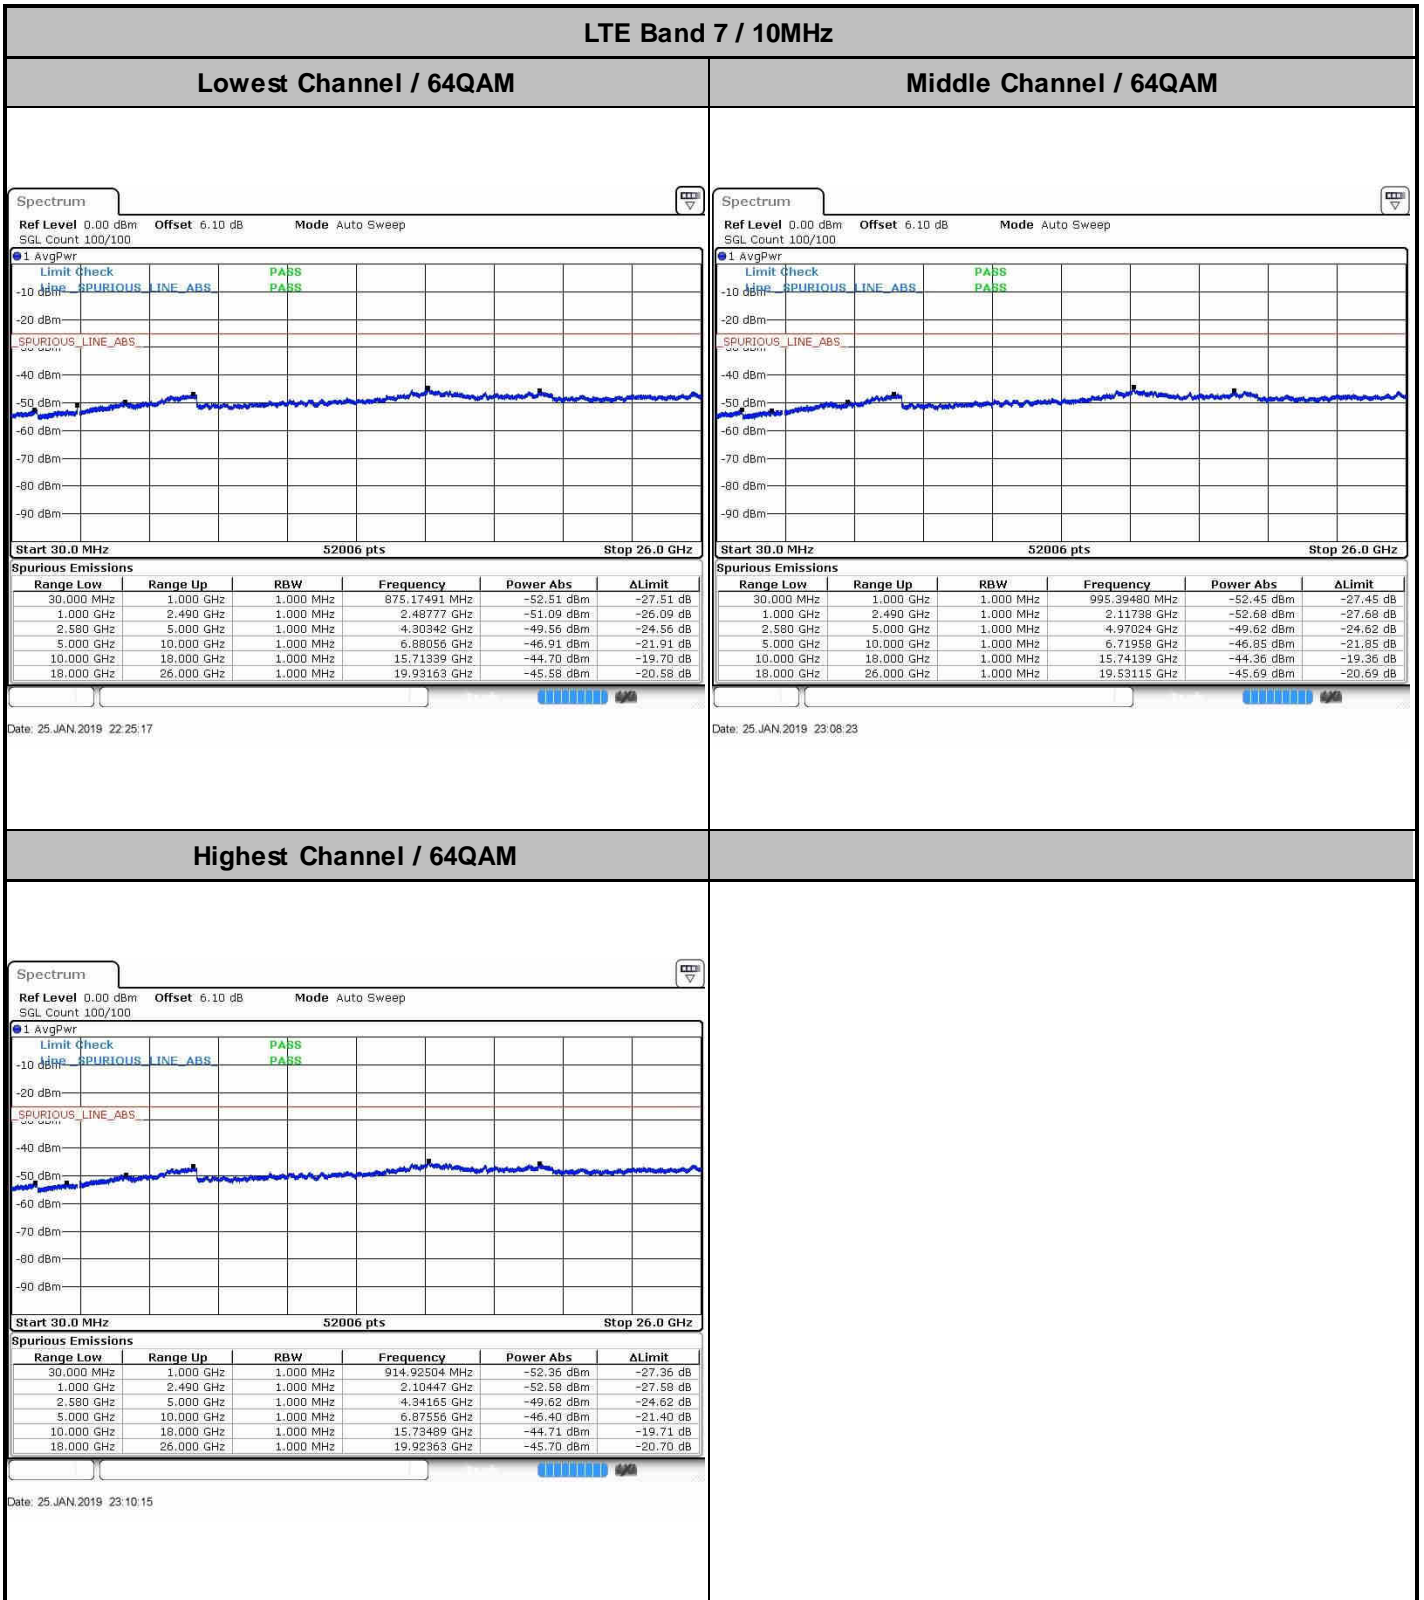 LTE Band 7 / 10MHz
Lowest Channel / 64QAM
Middle Channel / 64QAM
Spectrum
Ref Level 0.00 dBm Offset 6.10 dB Mode Auto Sweep
SGL Count 100/100
1 AvgPwr
Limit Check PASS
Line _SPURIOUS_LINE_ABS_ PASS
-10 dBm
-20 dBm
_SPURIOUS_LINE_ABS_
-40 dBm
-50 dBm
-60 dBm
-70 dBm
-80 dBm
-90 dBm
Start 30.0 MHz 52006 pts Stop 26.0 GHz
Spurious Emissions
Range Low Range Up RBW Frequency Power Abs ΔLimit
30.000 MHz 1.000 GHz 1.000 MHz 875.17491 MHz -52.51 dBm -27.51 dB
1.000 GHz 2.490 GHz 1.000 MHz 2.48777 GHz -51.09 dBm -26.09 dB
2.580 GHz 5.000 GHz 1.000 MHz 4.30342 GHz -49.56 dBm -24.56 dB
5.000 GHz 10.000 GHz 1.000 MHz 6.88056 GHz -46.91 dBm -21.91 dB
10.000 GHz 18.000 GHz 1.000 MHz 15.71339 GHz -44.70 dBm -19.70 dB
18.000 GHz 26.000 GHz 1.000 MHz 19.93163 GHz -45.58 dBm -20.58 dB
Date: 25.JAN.2019 22:25:17
Spectrum
Ref Level 0.00 dBm Offset 6.10 dB Mode Auto Sweep
SGL Count 100/100
1 AvgPwr
Limit Check PASS
Line _SPURIOUS_LINE_ABS_ PASS
-10 dBm
-20 dBm
_SPURIOUS_LINE_ABS_
-40 dBm
-50 dBm
-60 dBm
-70 dBm
-80 dBm
-90 dBm
Start 30.0 MHz 52006 pts Stop 26.0 GHz
Spurious Emissions
Range Low Range Up RBW Frequency Power Abs ΔLimit
30.000 MHz 1.000 GHz 1.000 MHz 995.39480 MHz -52.45 dBm -27.45 dB
1.000 GHz 2.490 GHz 1.000 MHz 2.11738 GHz -52.68 dBm -27.68 dB
2.580 GHz 5.000 GHz 1.000 MHz 4.97024 GHz -49.62 dBm -24.62 dB
5.000 GHz 10.000 GHz 1.000 MHz 6.71958 GHz -46.85 dBm -21.85 dB
10.000 GHz 18.000 GHz 1.000 MHz 15.74139 GHz -44.36 dBm -19.36 dB
18.000 GHz 26.000 GHz 1.000 MHz 19.53115 GHz -45.69 dBm -20.69 dB
Date: 25.JAN.2019 23:08:23
Highest Channel / 64QAM
Spectrum
Ref Level 0.00 dBm Offset 6.10 dB Mode Auto Sweep
SGL Count 100/100
1 AvgPwr
Limit Check PASS
Line _SPURIOUS_LINE_ABS_ PASS
-10 dBm
-20 dBm
_SPURIOUS_LINE_ABS_
-40 dBm
-50 dBm
-60 dBm
-70 dBm
-80 dBm
-90 dBm
Start 30.0 MHz 52006 pts Stop 26.0 GHz
Spurious Emissions
Range Low Range Up RBW Frequency Power Abs ΔLimit
30.000 MHz 1.000 GHz 1.000 MHz 914.92504 MHz -52.36 dBm -27.36 dB
1.000 GHz 2.490 GHz 1.000 MHz 2.10447 GHz -52.58 dBm -27.58 dB
2.580 GHz 5.000 GHz 1.000 MHz 4.34165 GHz -49.62 dBm -24.62 dB
5.000 GHz 10.000 GHz 1.000 MHz 6.87556 GHz -46.40 dBm -21.40 dB
10.000 GHz 18.000 GHz 1.000 MHz 15.73489 GHz -44.71 dBm -19.71 dB
18.000 GHz 26.000 GHz 1.000 MHz 19.92363 GHz -45.70 dBm -20.70 dB
Date: 25.JAN.2019 23:10:15